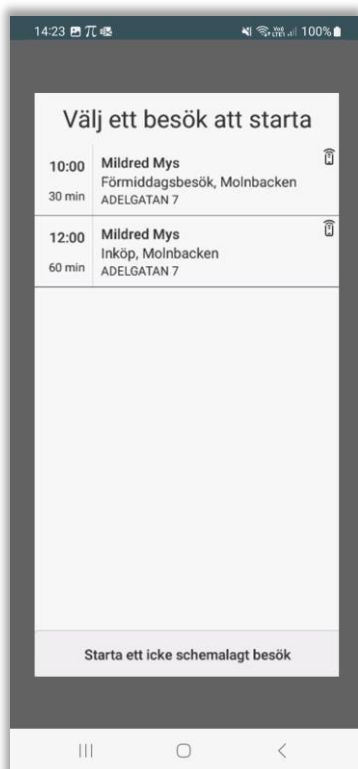 14:23 100%
Välj ett besök att starta
10:00 Mildred Mys
Förmiddagsbesök, Molnbacken
30 min ADELGATAN 7
12:00 Mildred Mys
Inköp, Molnbacken
60 min ADELGATAN 7
Starta ett icke schemalagt besök